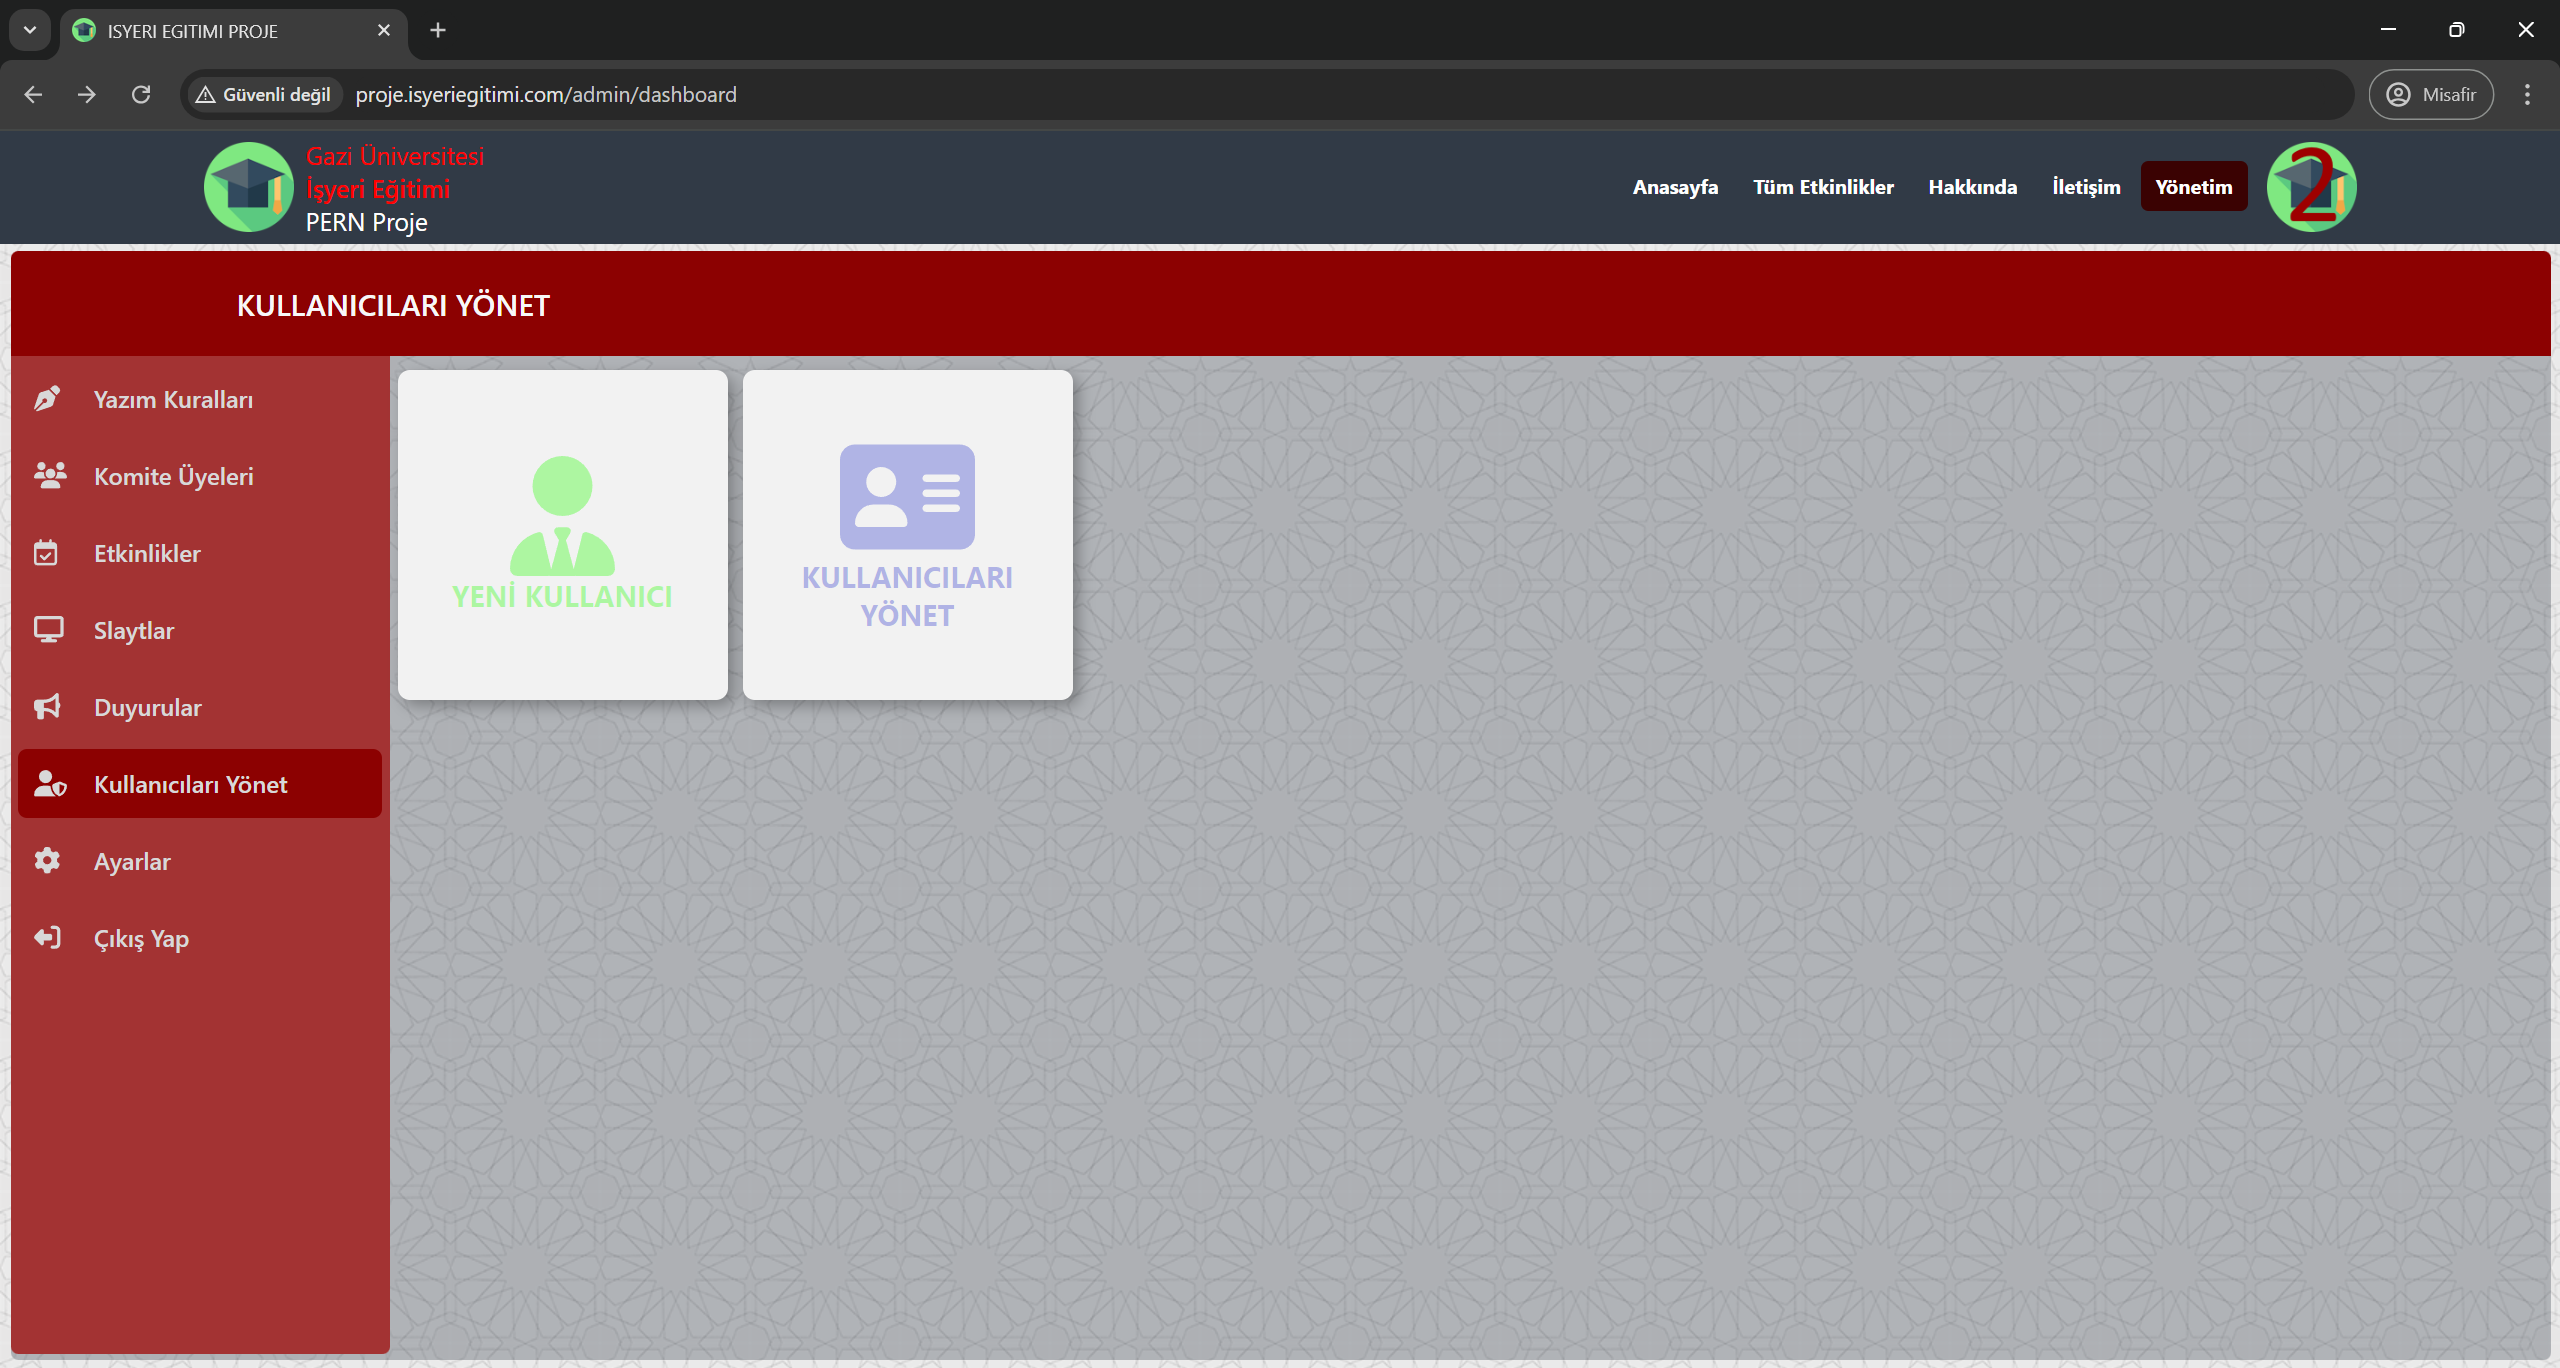 ISYERI EGITIMI PROJE
Güvenli değil
proje.isyeriegitimi.com/admin/dashboard
Misafir
Gazi Üniversitesi
İşyeri Eğitimi
PERN Proje
Anasayfa
Tüm Etkinlikler
Hakkında
İletişim
Yönetim
2
KULLANICILARI YÖNET
Yazım Kuralları
Komite Üyeleri
Etkinlikler
Slaytlar
Duyurular
Kullanıcıları Yönet
Ayarlar
Çıkış Yap
YENİ KULLANICI
KULLANICILARI
YÖNET